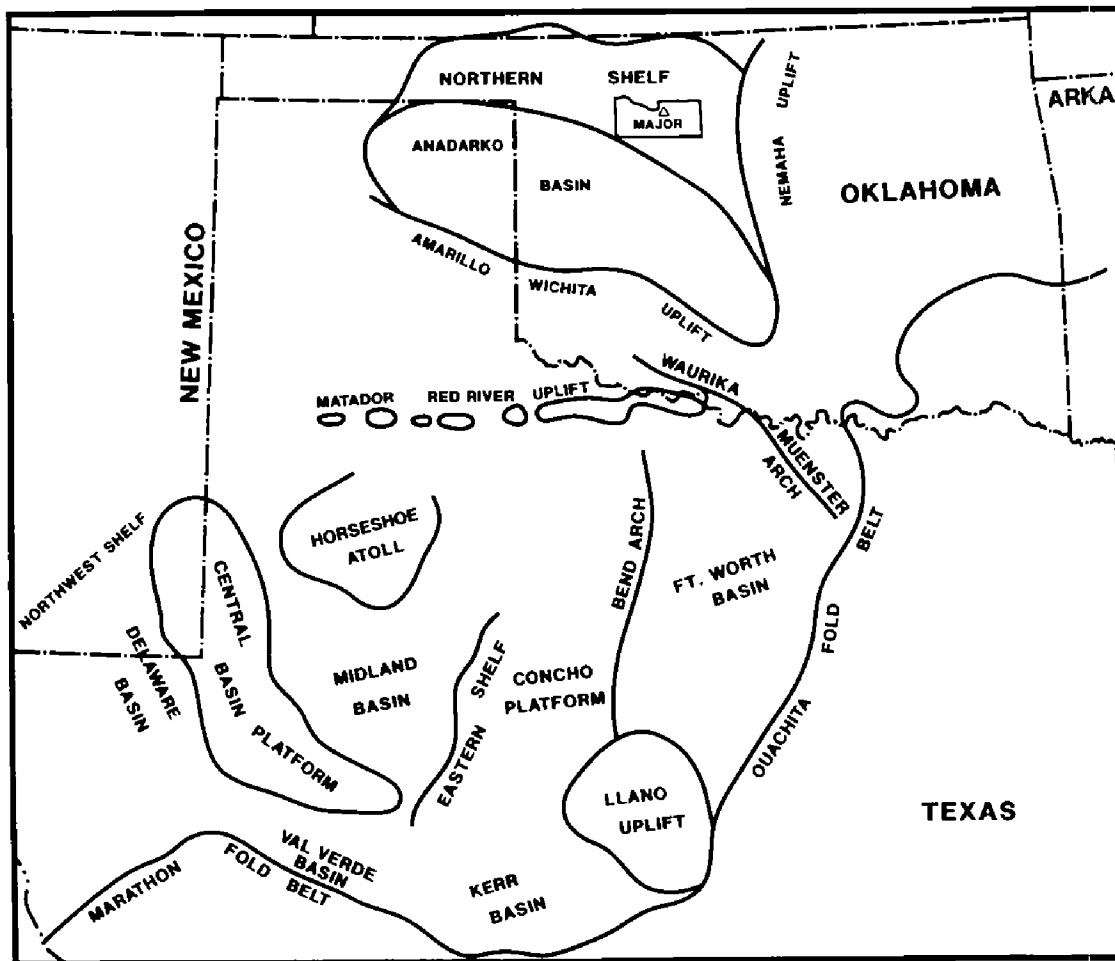 NORTHERN SHELF
MAJOR
NEMAHA UPLIFT
ARKA
ANADARKO
BASIN
OKLAHOMA
NEW MEXICO
AMARILLO
WICHITA
UPLIFT
WAURIKA
MATADOR
RED RIVER
UPLIFT
MUENSTER
ARCH
HORSESHOE
ATOLL
BEND ARCH
FT. WORTH
BASIN
OUACHITA FOLD BELT
NORTHWEST SHELF
CENTRAL
BASIN
PLATFORM
DELAWARE
BASIN
MIDLAND
BASIN
EASTERN SHELF
CONCHO
PLATFORM
LLANO
UPLIFT
TEXAS
VAL VERDE
BASIN
MARATHON
FOLD BELT
KERR
BASIN